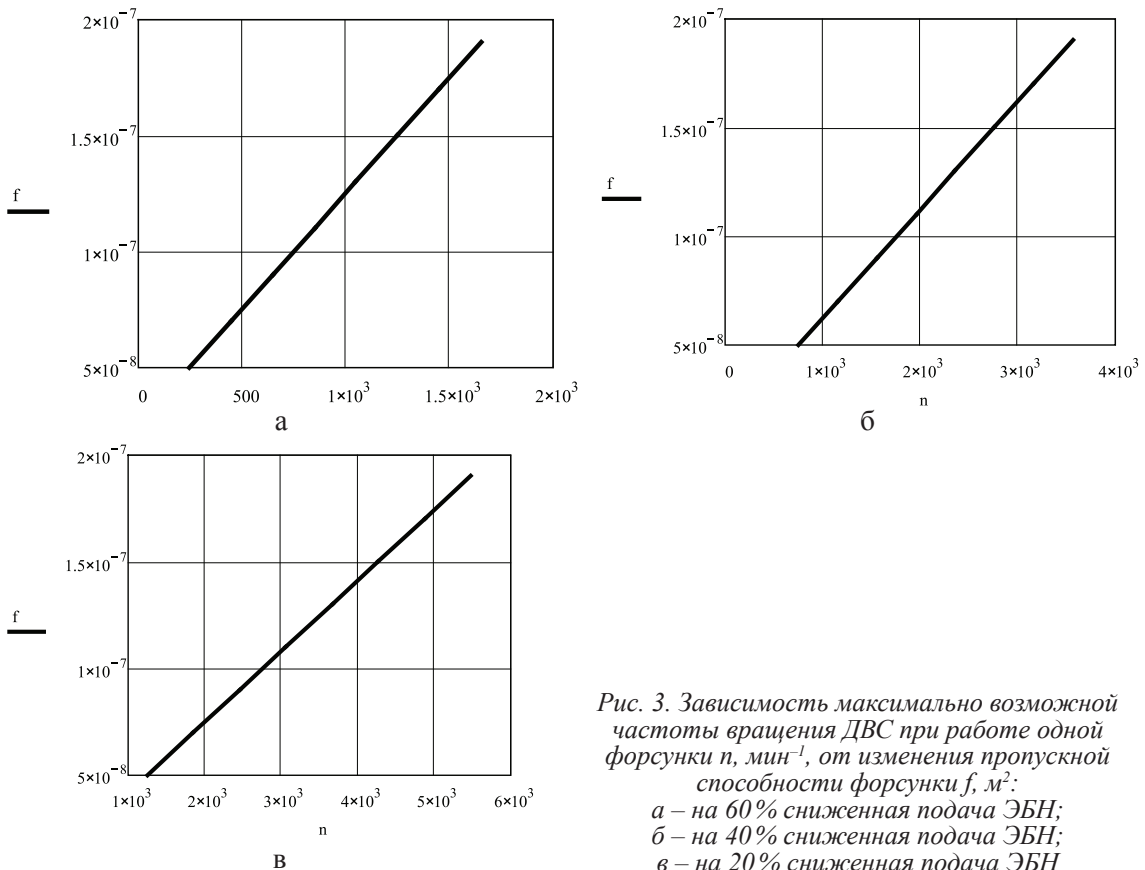 2×10⁻⁷
1.5×10⁻⁷
f
1×10⁻⁷
5×10⁻⁸
0 500 1×10³ 1.5×10³ 2×10³
а
2×10⁻⁷
1.5×10⁻⁷
f
1×10⁻⁷
5×10⁻⁸
0 1×10³ 2×10³ 3×10³ 4×10³
n
б
2×10⁻⁷
1.5×10⁻⁷
f
1×10⁻⁷
5×10⁻⁸
1×10³ 2×10³ 3×10³ 4×10³ 5×10³ 6×10³
n
в
Рис. 3. Зависимость максимально возможной
частоты вращения ДВС при работе одной
форсунки n, мин⁻¹, от изменения пропускной
способности форсунки f, м²:
а – на 60% сниженная подача ЭБН;
б – на 40% сниженная подача ЭБН;
в – на 20% сниженная подача ЭБН